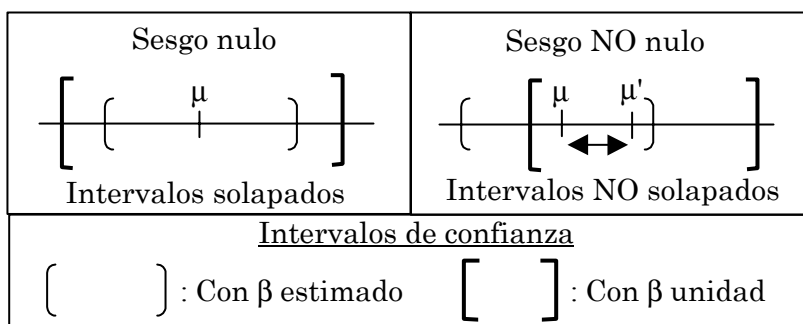 Sesgo nulo
μ
Intervalos solapados
Sesgo NO nulo
μ μ'
Intervalos NO solapados
Intervalos de confianza
( ) : Con β estimado [ ] : Con β unidad